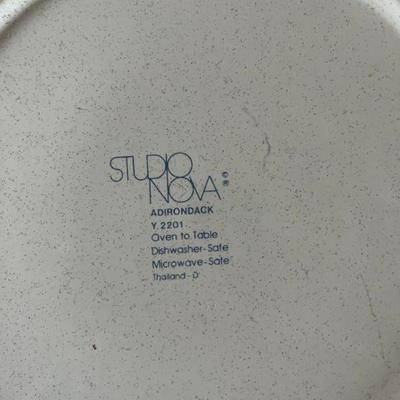 STUDIO
NOVA ©®
ADIRONDACK
Y 2201
Oven to Table
Dishwasher-Safe
Microwave-Safe
Thailand - D